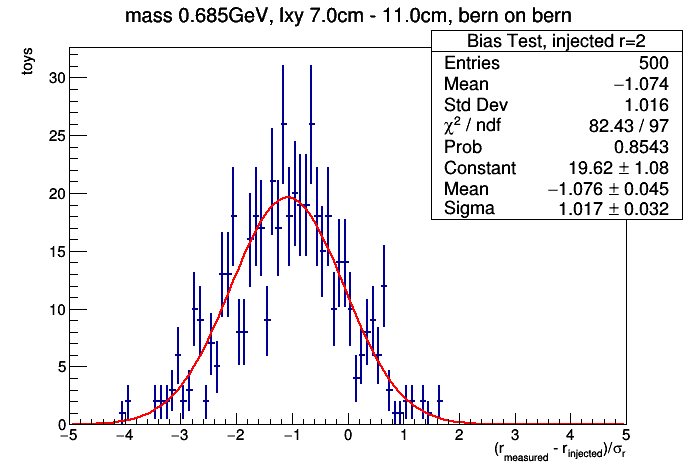 mass 0.685GeV, lxy 7.0cm - 11.0cm, bern on bern
Bias Test, injected r=2
Entries 500
Mean −1.074
Std Dev 1.016
χ² / ndf 82.43 / 97
Prob 0.8543
Constant 19.62 ± 1.08
Mean −1.076 ± 0.045
Sigma 1.017 ± 0.032
toys
30
25
20
15
10
5
0
−5 −4 −3 −2 −1 0 1 2 3 4 5
(r_measured - r_injected)/σ_r